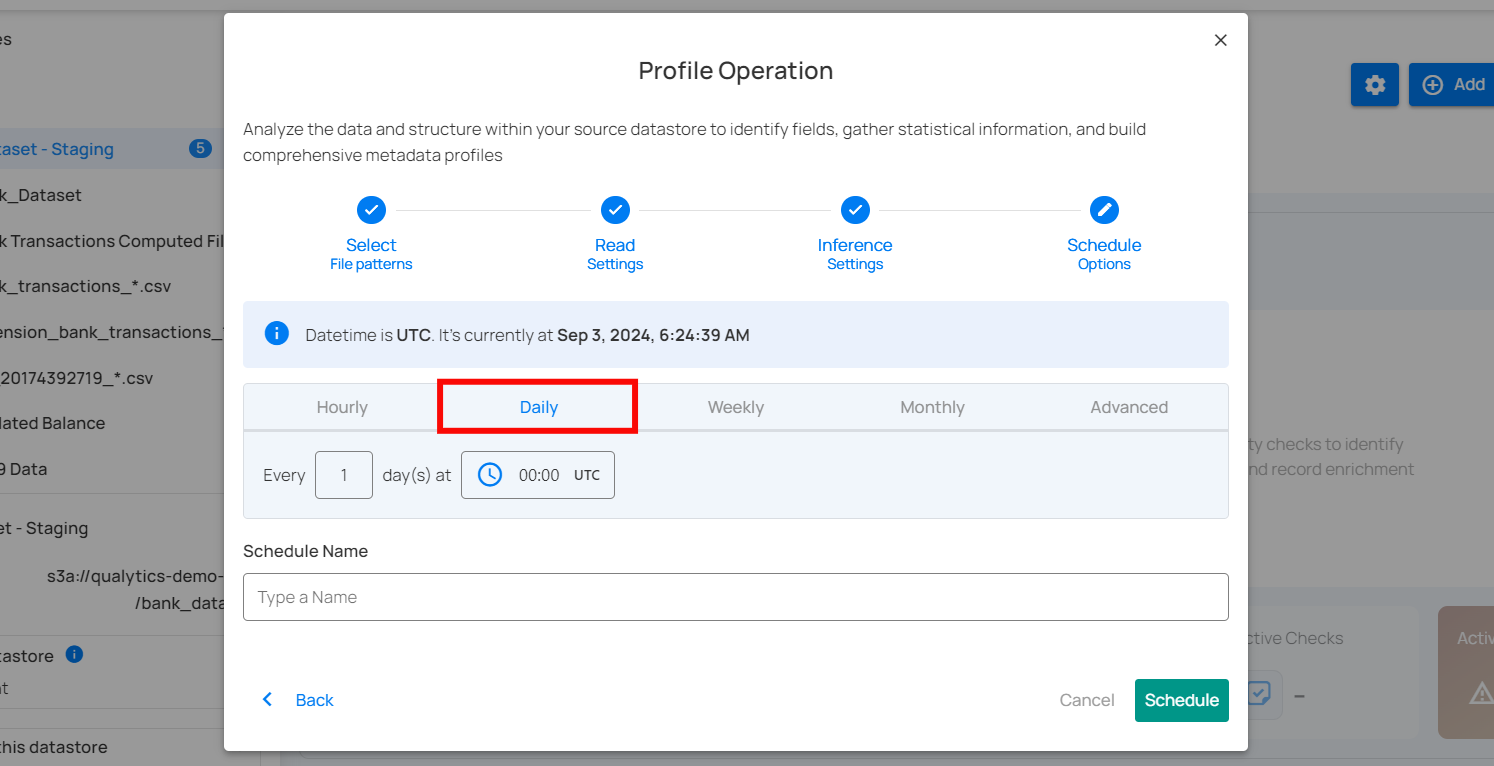 es
Add
taset - Staging
5
k_Dataset
k Transactions Computed Fil
k_transactions_*.csv
ension_bank_transactions_
_20174392719_*.csv
lated Balance
9 Data
et - Staging
s3a://qualytics-demo-
/bank_data
tastore
nt
this datastore
Profile Operation
Analyze the data and structure within your source datastore to identify fields, gather statistical information, and build
comprehensive metadata profiles
Select
File patterns
Read
Settings
Inference
Settings
Schedule
Options
Datetime is UTC. It's currently at Sep 3, 2024, 6:24:39 AM
Hourly
Daily
Weekly
Monthly
Advanced
Every 1 day(s) at 00:00 UTC
Schedule Name
Type a Name
Back
Cancel
Schedule
ty checks to identify
nd record enrichment
ctive Checks
–
Activ